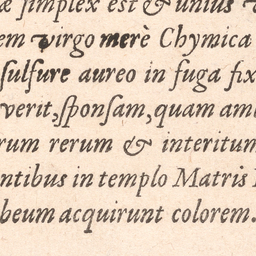 æ ſimplex est & unius
em virgo merè Chymica
ſulfure aureo in fuga fix
verit, ſponſam, quam am
rum rerum & interitum
ntibus in templo Matris
beum acquirunt colorem.